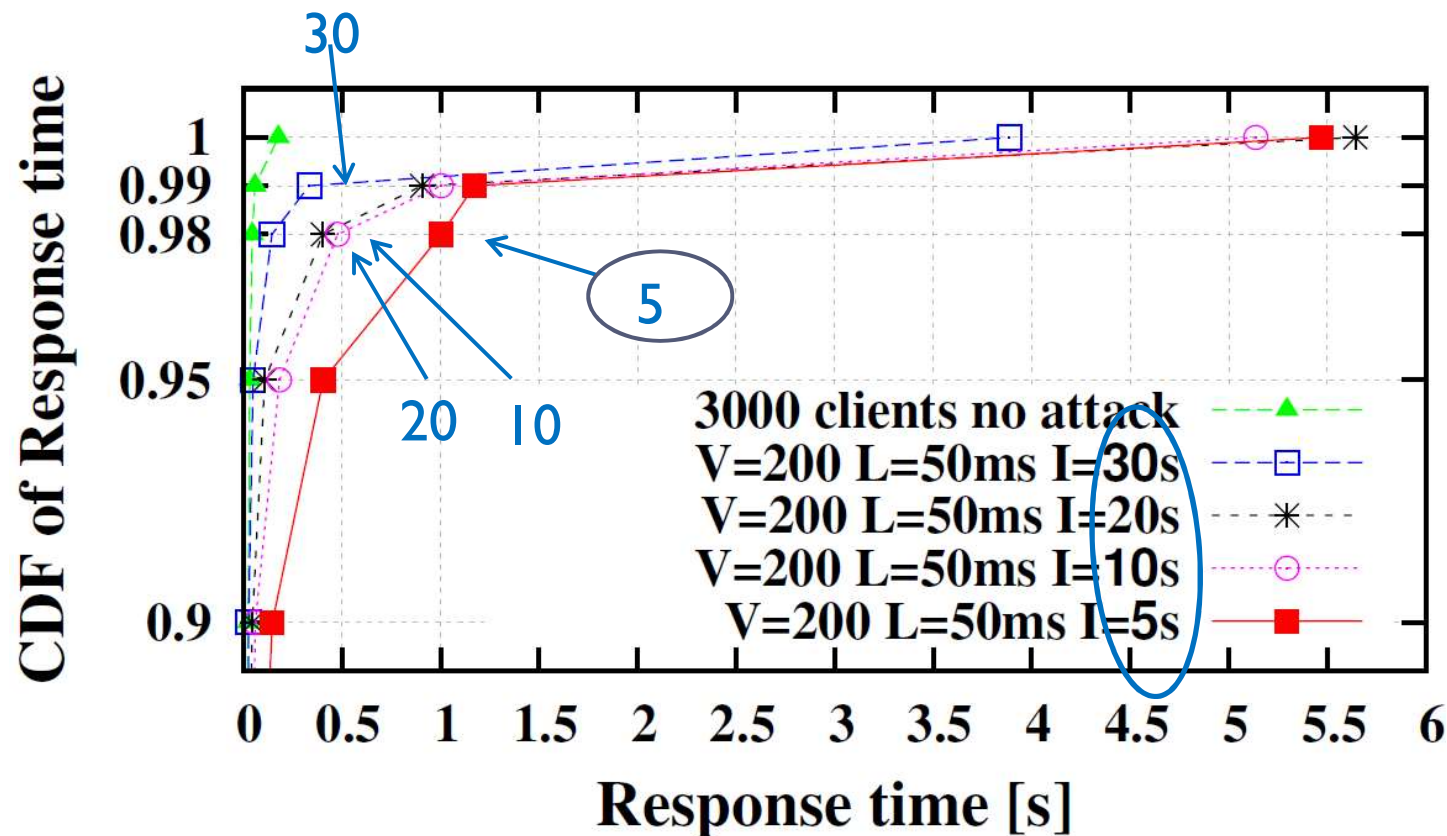 30
CDF of Response time
1
0.99
0.98
0.95
0.9
5
20
10
3000 clients no attack
V=200 L=50ms I=30s
V=200 L=50ms I=20s
V=200 L=50ms I=10s
V=200 L=50ms I=5s
0 0.5 1 1.5 2 2.5 3 3.5 4 4.5 5 5.5 6
Response time [s]